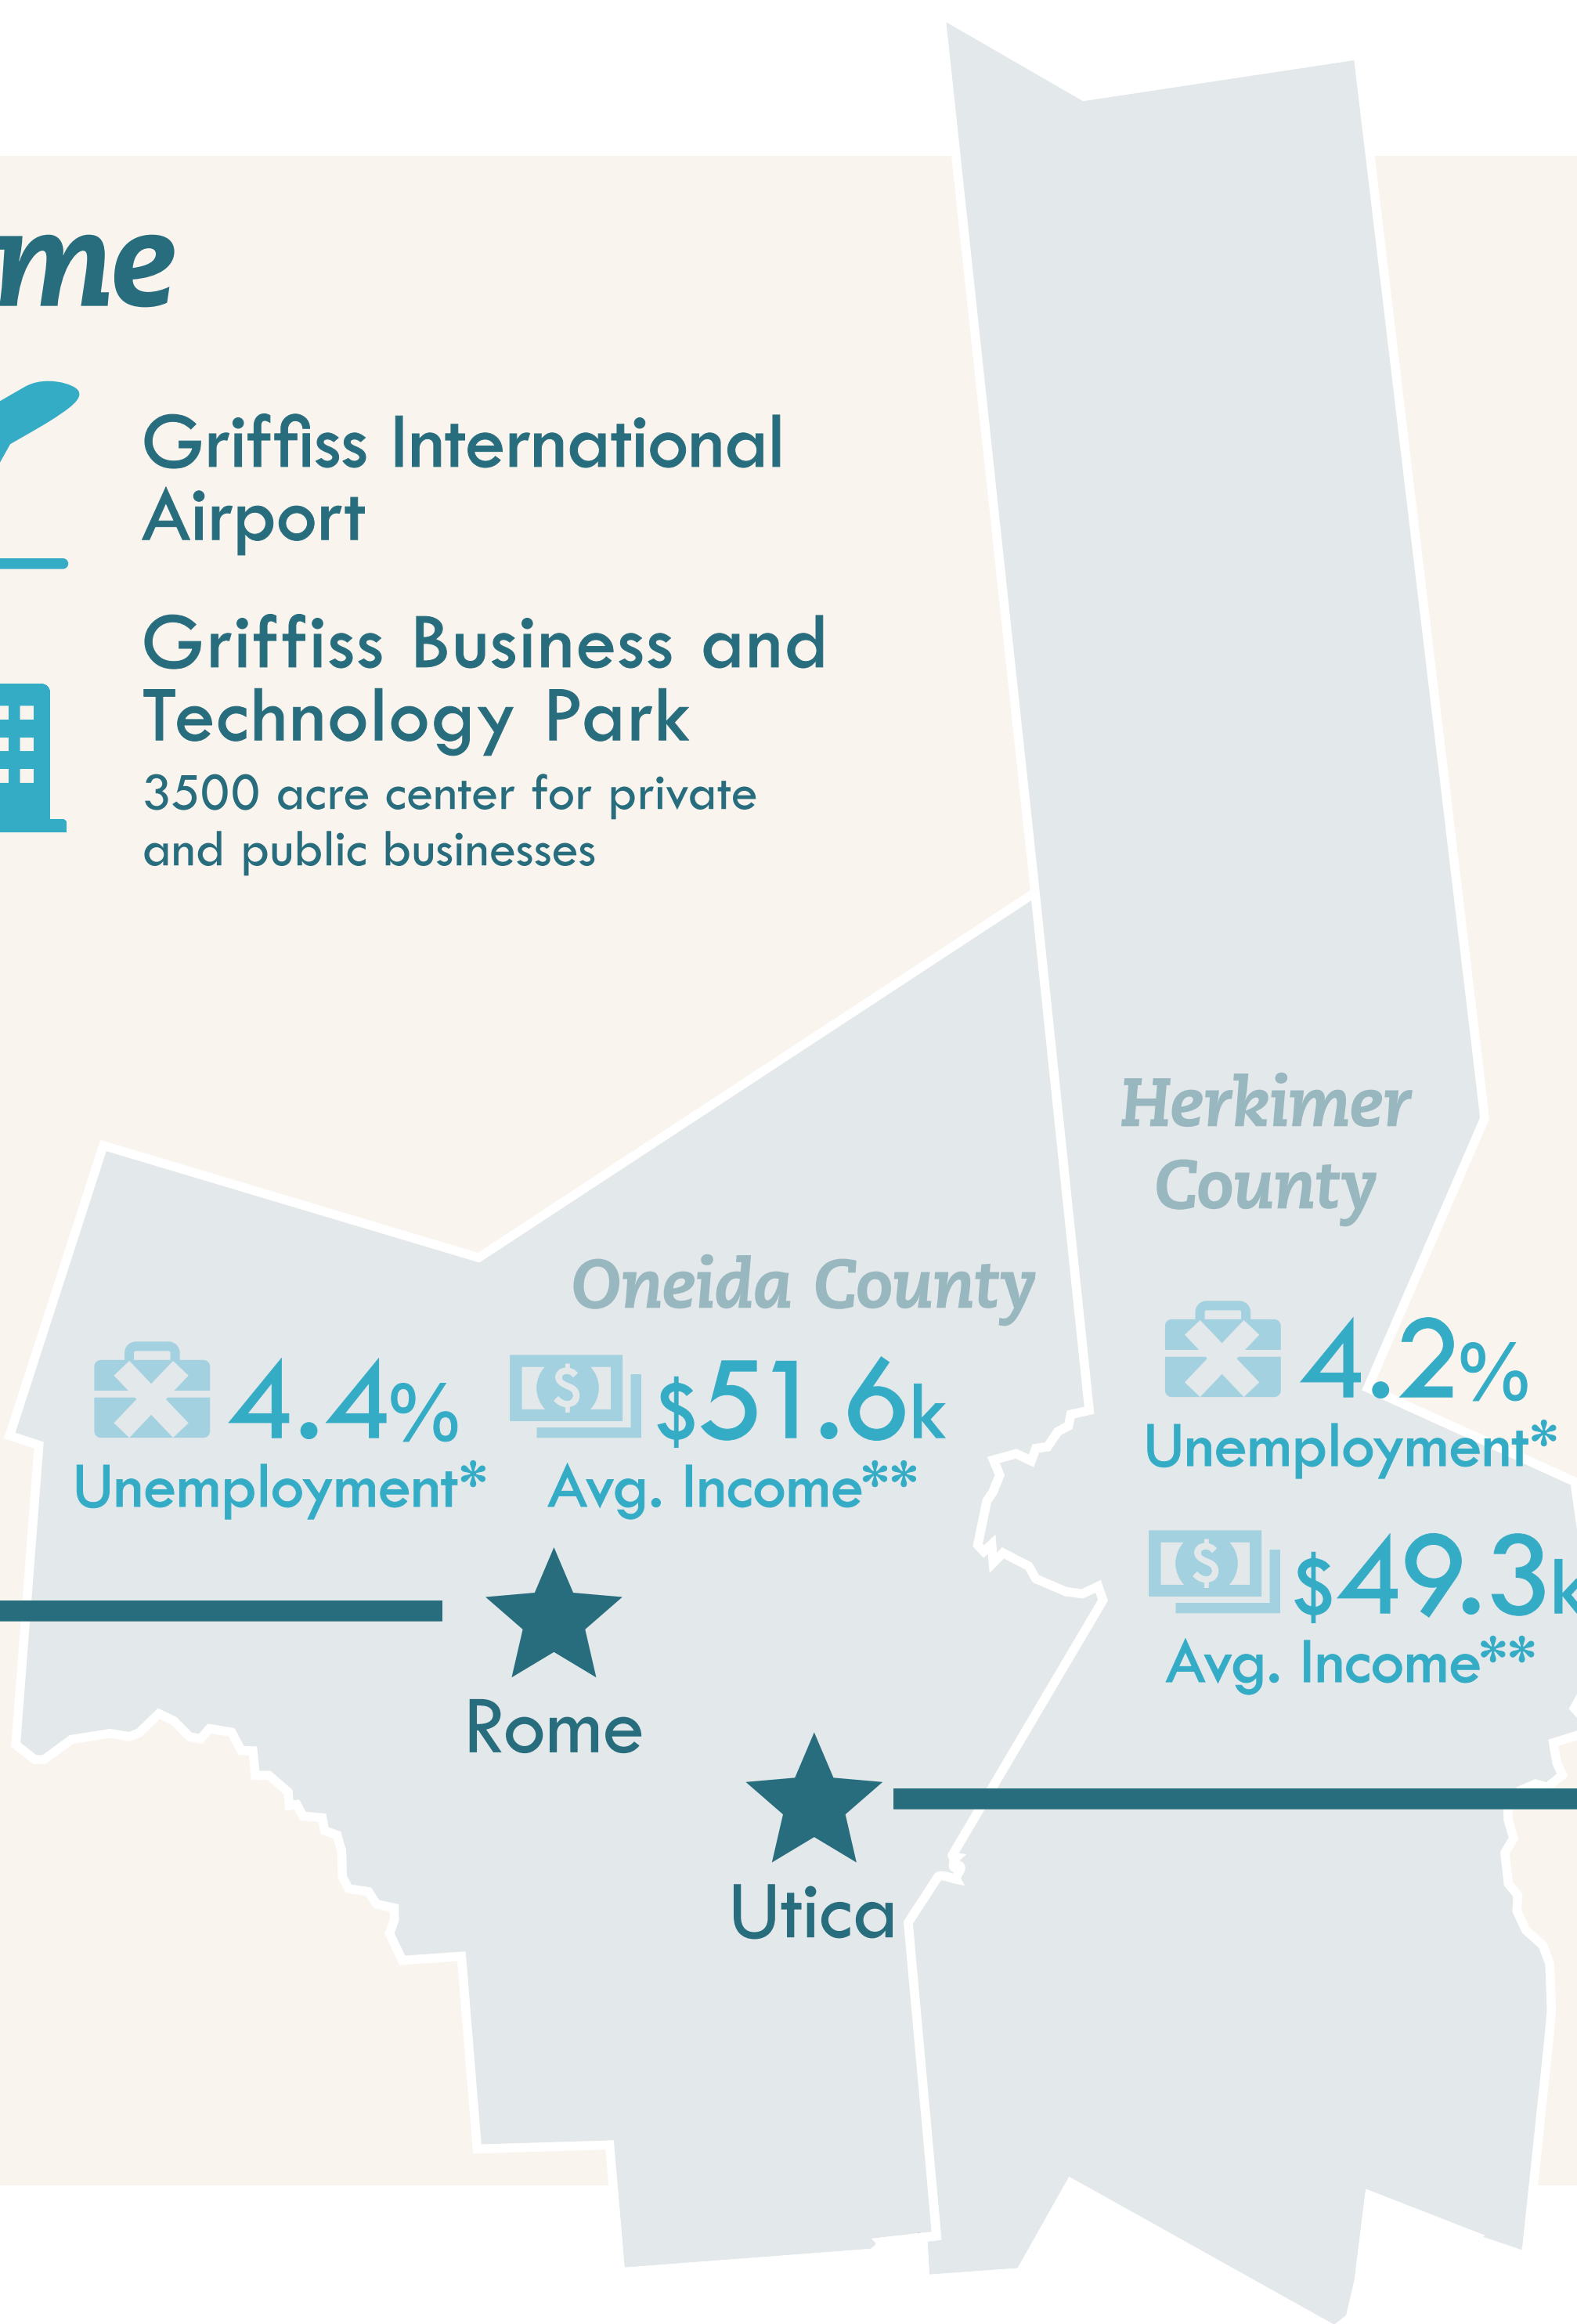 me
Griffiss International
Airport
Griffiss Business and
Technology Park
3500 acre center for private
and public businesses
Herkimer
County
Oneida County
4.2%
Unemployment*
4.4% $51.6k
Unemployment* Avg. Income**
$49.3k
Avg. Income**
Rome
Utica